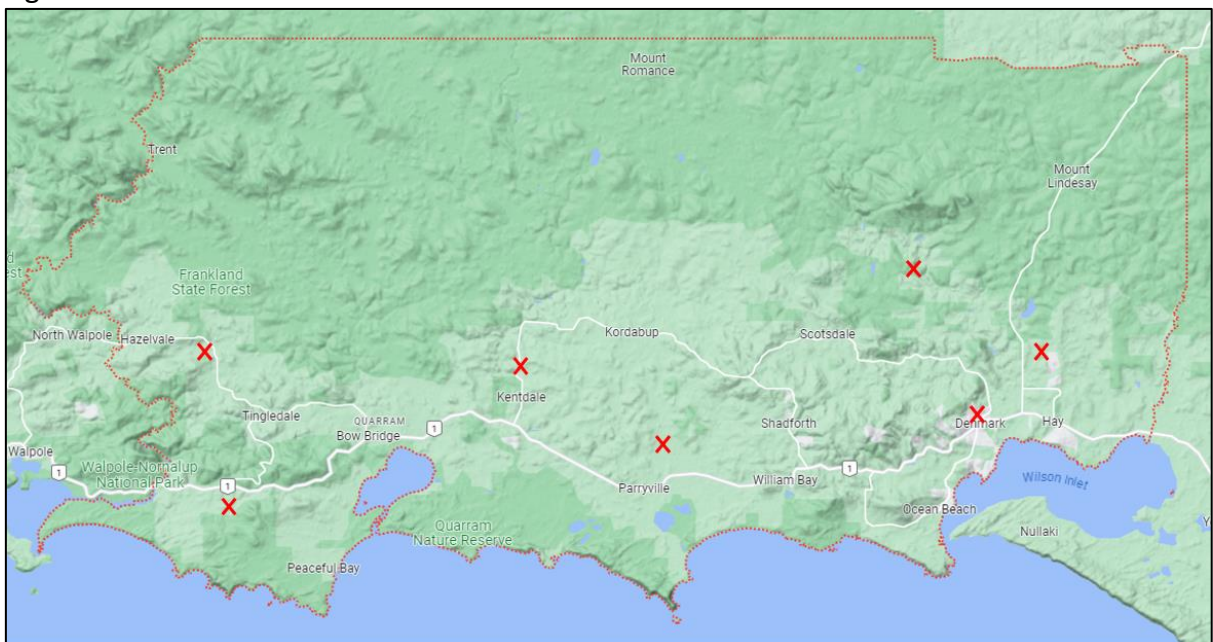 Mount
Romance
Trent
Mount
Lindesay
Frankland
State Forest
North Walpole
Hazelvale
Kordabup
Scotsdale
Kentdale
Tingledale
QUARRAM
Bow Bridge
1
Shadforth
Denmark
Hay
Walpole
1
Walpole-Nornalup
National Park
1
Parryville
William Bay
1
Wilson Inlet
Ocean Beach
Nullaki
Quarram
Nature Reserve
Peaceful Bay